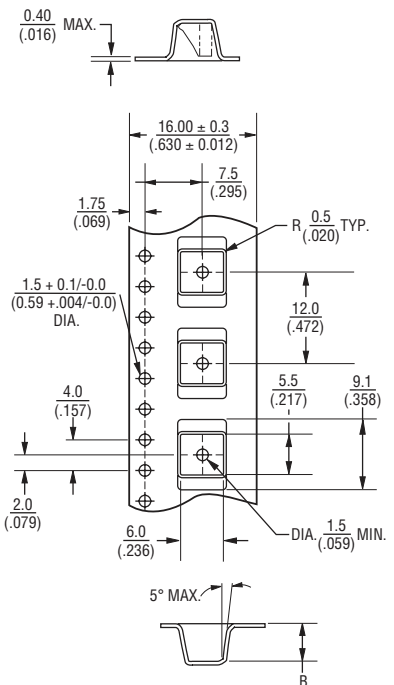 0.40
(.016) MAX.
16.00 ± 0.3
(.630 ± 0.012)
7.5
(.295)
1.75
(.069)
R 0.5
(.020) TYP.
1.5 + 0.1/-0.0
(0.59 +.004/-0.0)
DIA.
12.0
(.472)
4.0
(.157)
5.5
(.217)
9.1
(.358)
2.0
(.079)
6.0
(.236)
DIA. 1.5
(.059) MIN.
5° MAX.